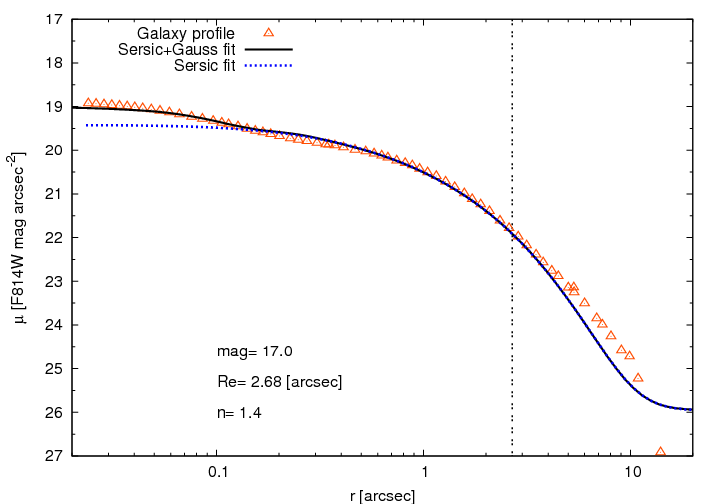 17
18
19
20
21
22
23
24
25
26
27
0.1
1
10
μ [F814W mag arcsec-2]
r [arcsec]
Galaxy profile
Sersic+Gauss fit
Sersic fit
mag= 17.0
Re= 2.68 [arcsec]
n= 1.4